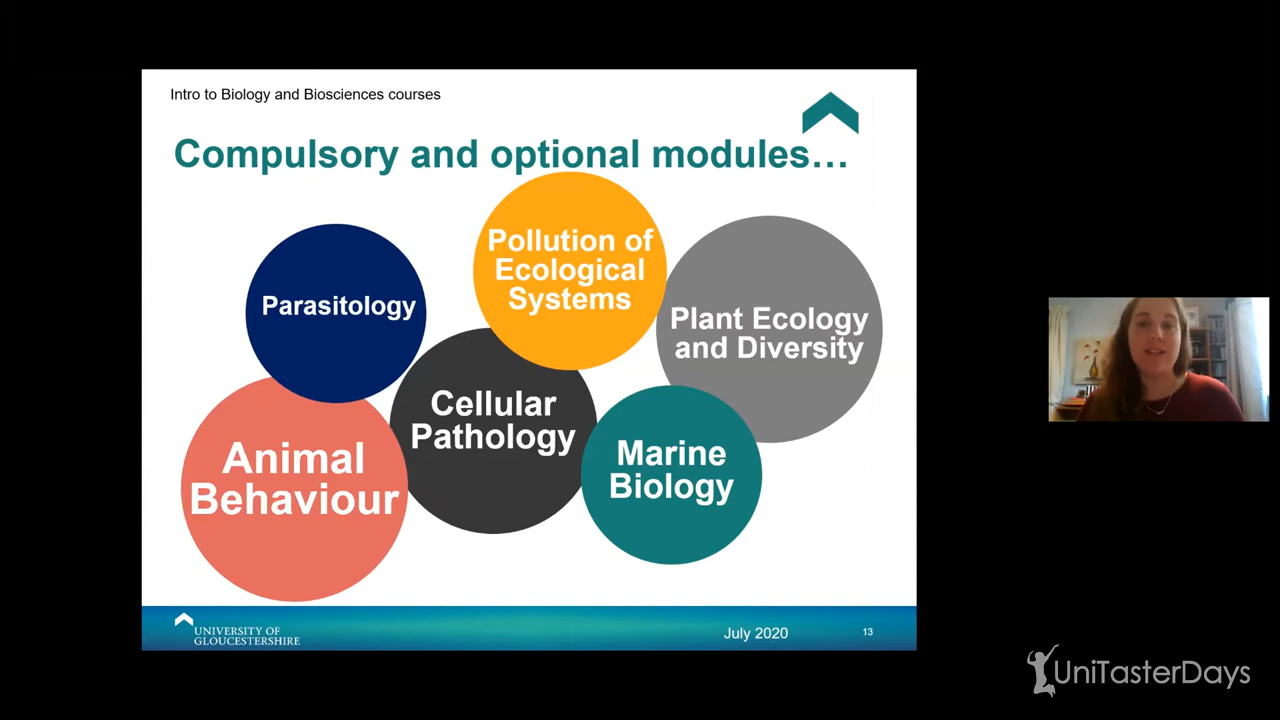 Intro to Biology and Biosciences courses
Compulsory and optional modules…
Parasitology
Pollution of
Ecological
Systems
Plant Ecology
and Diversity
Animal
Behaviour
Cellular
Pathology
Marine
Biology
UNIVERSITY OF
GLOUCESTERSHIRE
July 2020
13
UniTasterDays